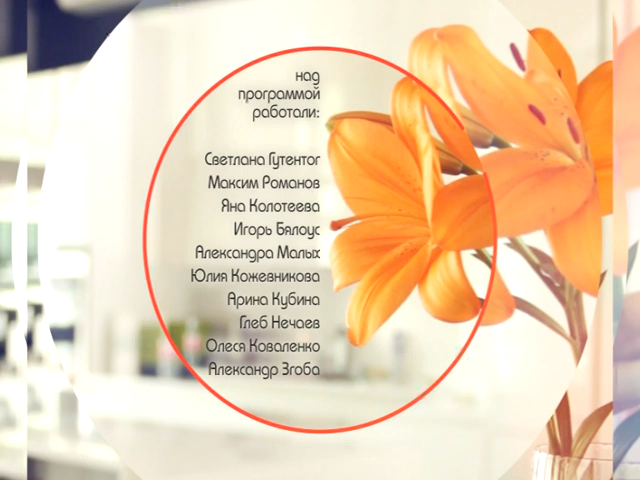 над
программой
работали:
Светлана Гутентог
Максим Романов
Яна Колотеева
Игорь Бялоус
Александра Малых
Юлия Кожевникова
Арина Кубина
Глеб Нечаев
Олеся Коваленко
Александр Згоба